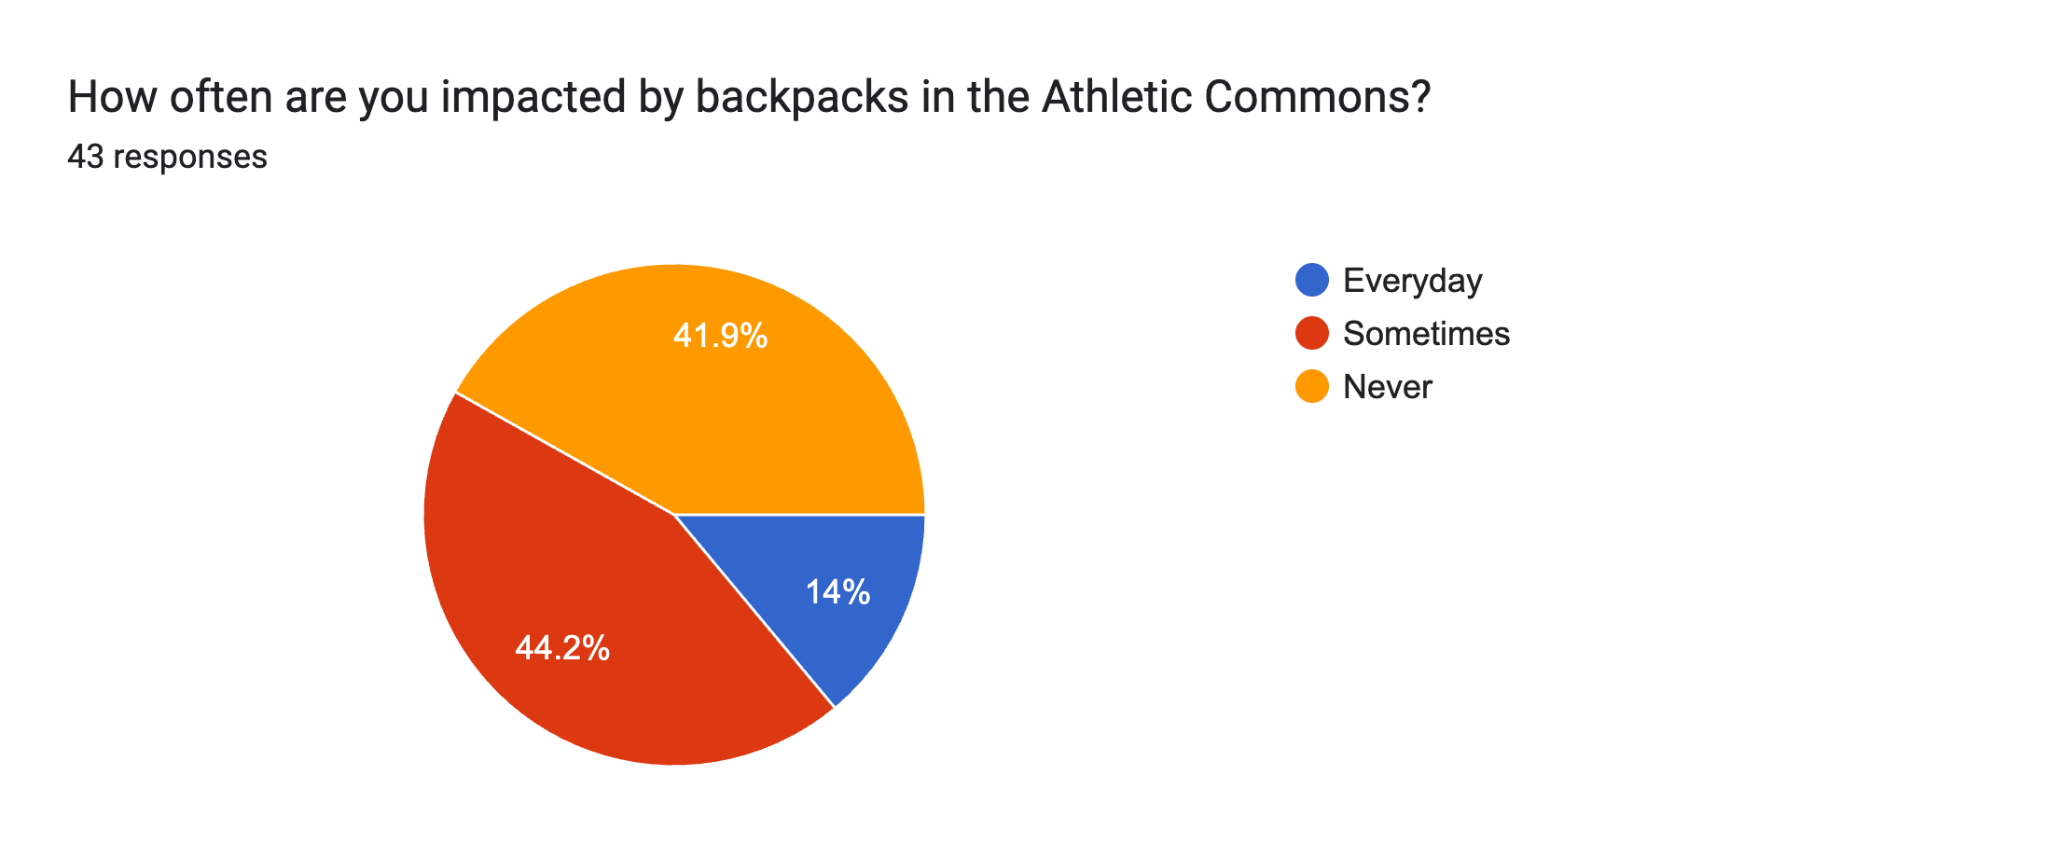 How often are you impacted by backpacks in the Athletic Commons?
43 responses
Everyday
Sometimes
Never
41.9%
14%
44.2%